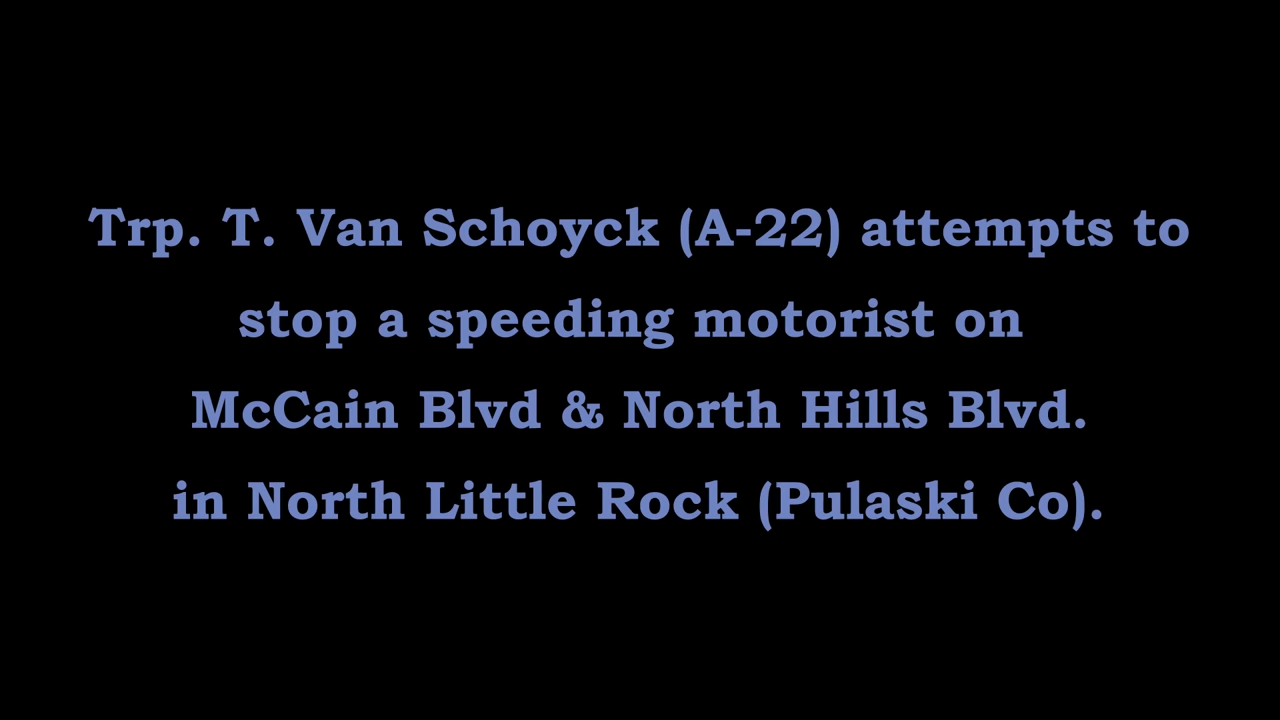 Trp. T. Van Schoyck (A-22) attempts to
stop a speeding motorist on
McCain Blvd & North Hills Blvd.
in North Little Rock (Pulaski Co).